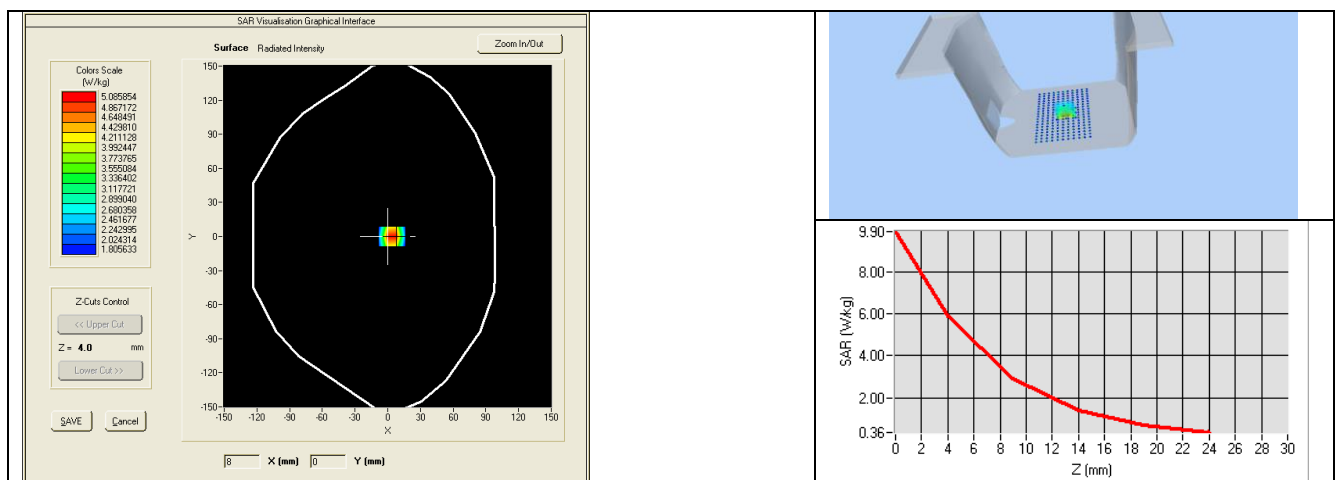 SAR Visualisation Graphical Interface
Surface Radiated Intensity
Zoom In/Out
Colors Scale
(W/kg)
5.085854
4.867172
4.648491
4.429810
4.211128
3.992447
3.773765
3.555084
3.336402
3.117721
2.899040
2.680358
2.461677
2.242995
2.024314
1.805633
Z-Cuts Control
<< Upper Cut
Z = 4.0 mm
Lower Cut >>
SAVE Cancel
150-
120-
90-
60-
30-
0-
-30-
-60-
-90-
-120-
-150-
Y
-150 -120 -90 -60 -30 0 30 60 90 120 150
X
8 X (mm) 0 Y (mm)
9.90-
8.00-
6.00-
4.00-
2.00-
0.36-
SAR (W/kg)
0 2 4 6 8 10 12 14 16 18 20 22 24 26 28 30
Z (mm)